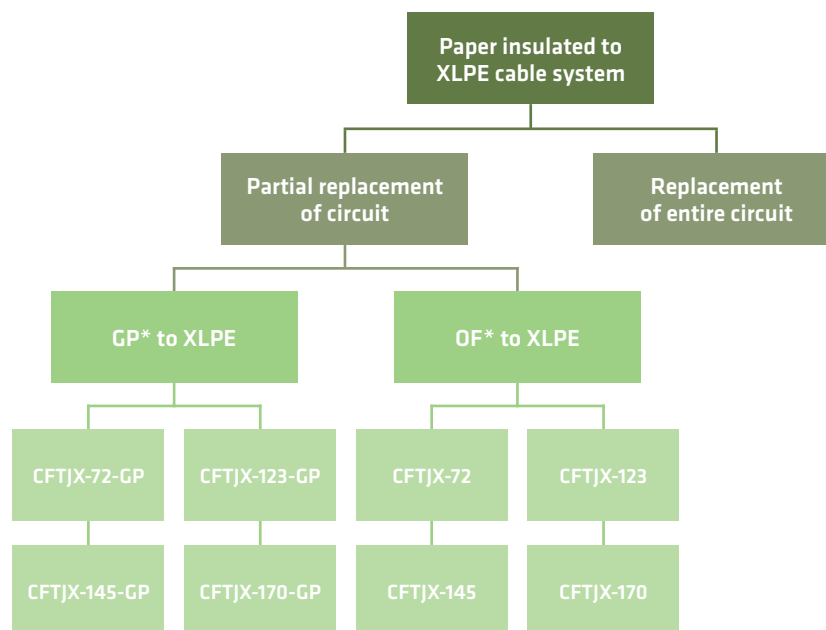 Paper insulated to
XLPE cable system
Partial replacement
of circuit
Replacement
of entire circuit
GP* to XLPE
OF* to XLPE
CFTJX-72-GP
CFTJX-123-GP
CFTJX-72
CFTJX-123
CFTJX-145-GP
CFTJX-170-GP
CFTJX-145
CFTJX-170